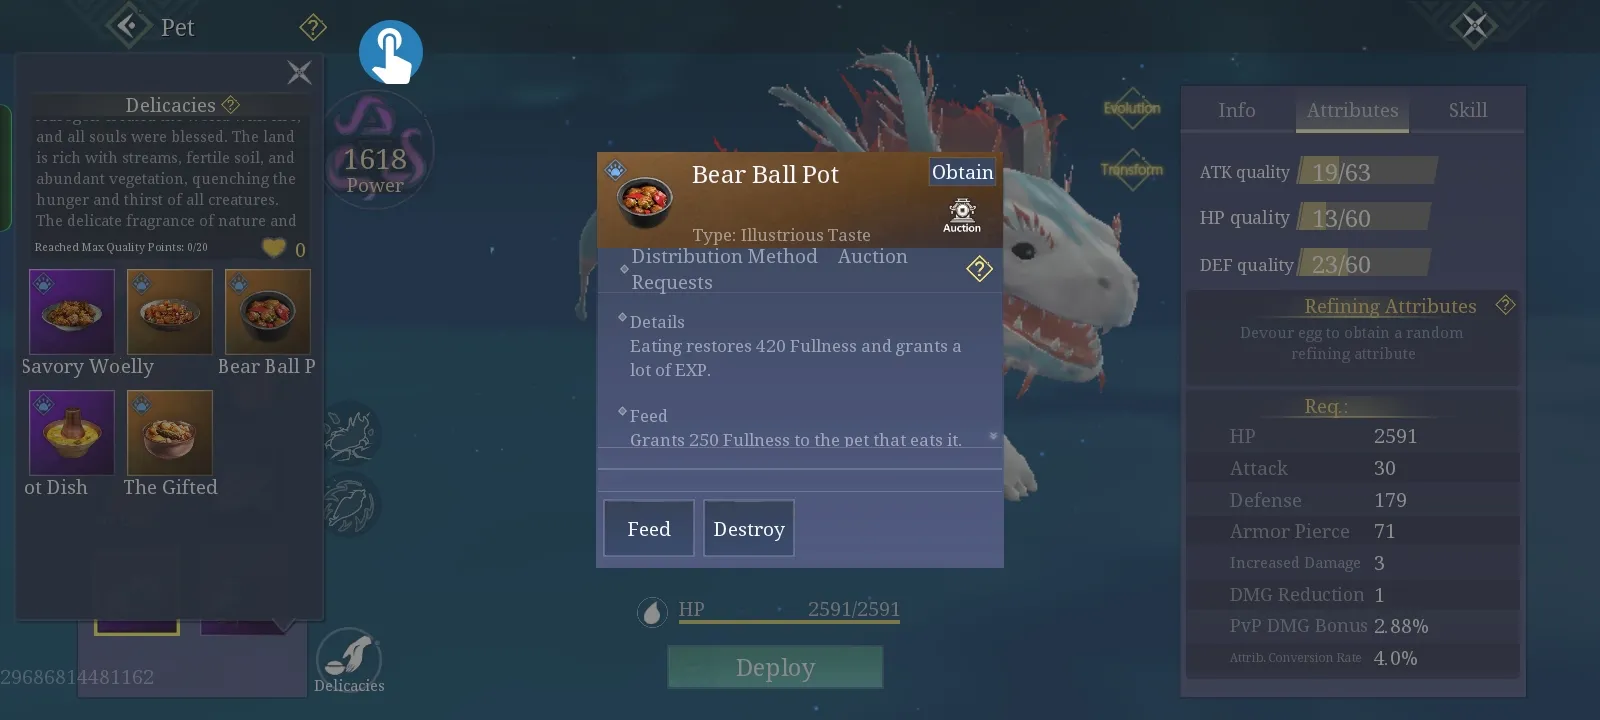 Pet
Delicacies
and all souls were blessed. The land
is rich with streams, fertile soil, and
abundant vegetation, quenching the
hunger and thirst of all creatures.
The delicate fragrance of nature and
Reached Max Quality Points: 0/20
0
Savory Woelly
Bear Ball P
ot Dish
The Gifted
29686814481162
Delicacies
1618
Power
Bear Ball Pot
Obtain
Auction
Type: Illustrious Taste
Distribution Method Auction
Requests
Details
Eating restores 420 Fullness and grants a
lot of EXP.
Feed
Grants 250 Fullness to the pet that eats it.
Feed
Destroy
HP 2591/2591
Deploy
Evolution
Transform
Info
Attributes
Skill
ATK quality 19/63
HP quality 13/60
DEF quality 23/60
Refining Attributes
Devour egg to obtain a random
refining attribute
Req.:
HP 2591
Attack 30
Defense 179
Armor Pierce 71
Increased Damage 3
DMG Reduction 1
PvP DMG Bonus 2.88%
Attrib. Conversion Rate 4.0%